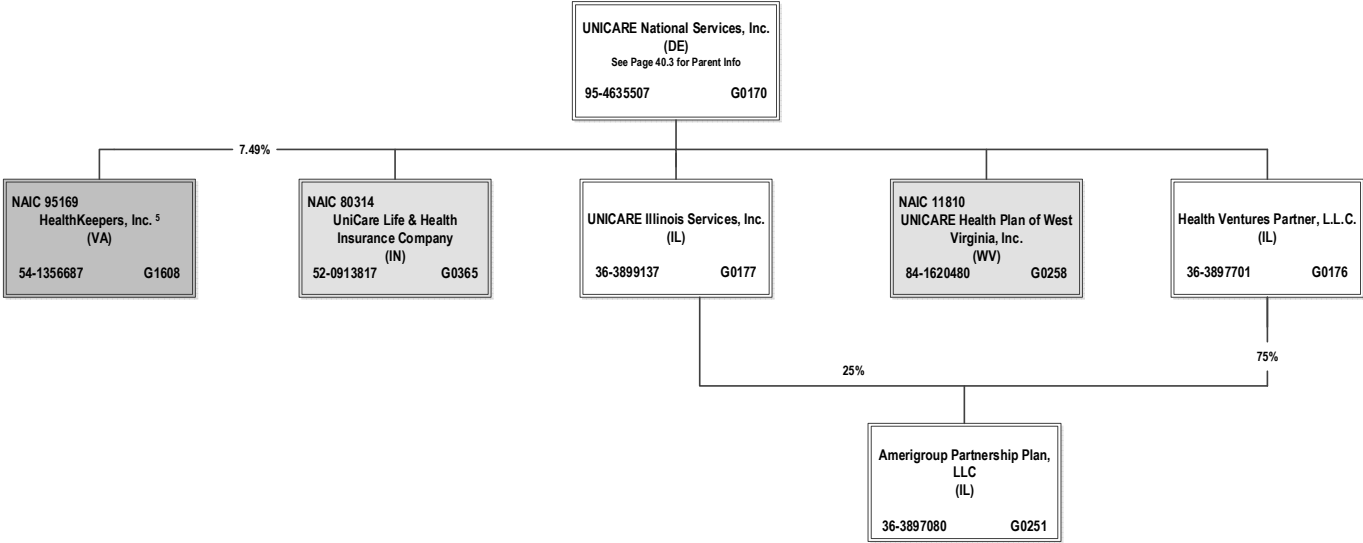 UNICARE National Services, Inc.
(DE)
See Page 40.3 for Parent Info
95-4635507 G0170
7.49%
NAIC 95169
HealthKeepers, Inc. 5
(VA)
54-1356687 G1608
NAIC 80314
UniCare Life & Health
Insurance Company
(IN)
52-0913817 G0365
UNICARE Illinois Services, Inc.
(IL)
36-3899137 G0177
NAIC 11810
UNICARE Health Plan of West
Virginia, Inc.
(WV)
84-1620480 G0258
Health Ventures Partner, L.L.C.
(IL)
36-3897701 G0176
25%
75%
Amerigroup Partnership Plan,
LLC
(IL)
36-3897080 G0251